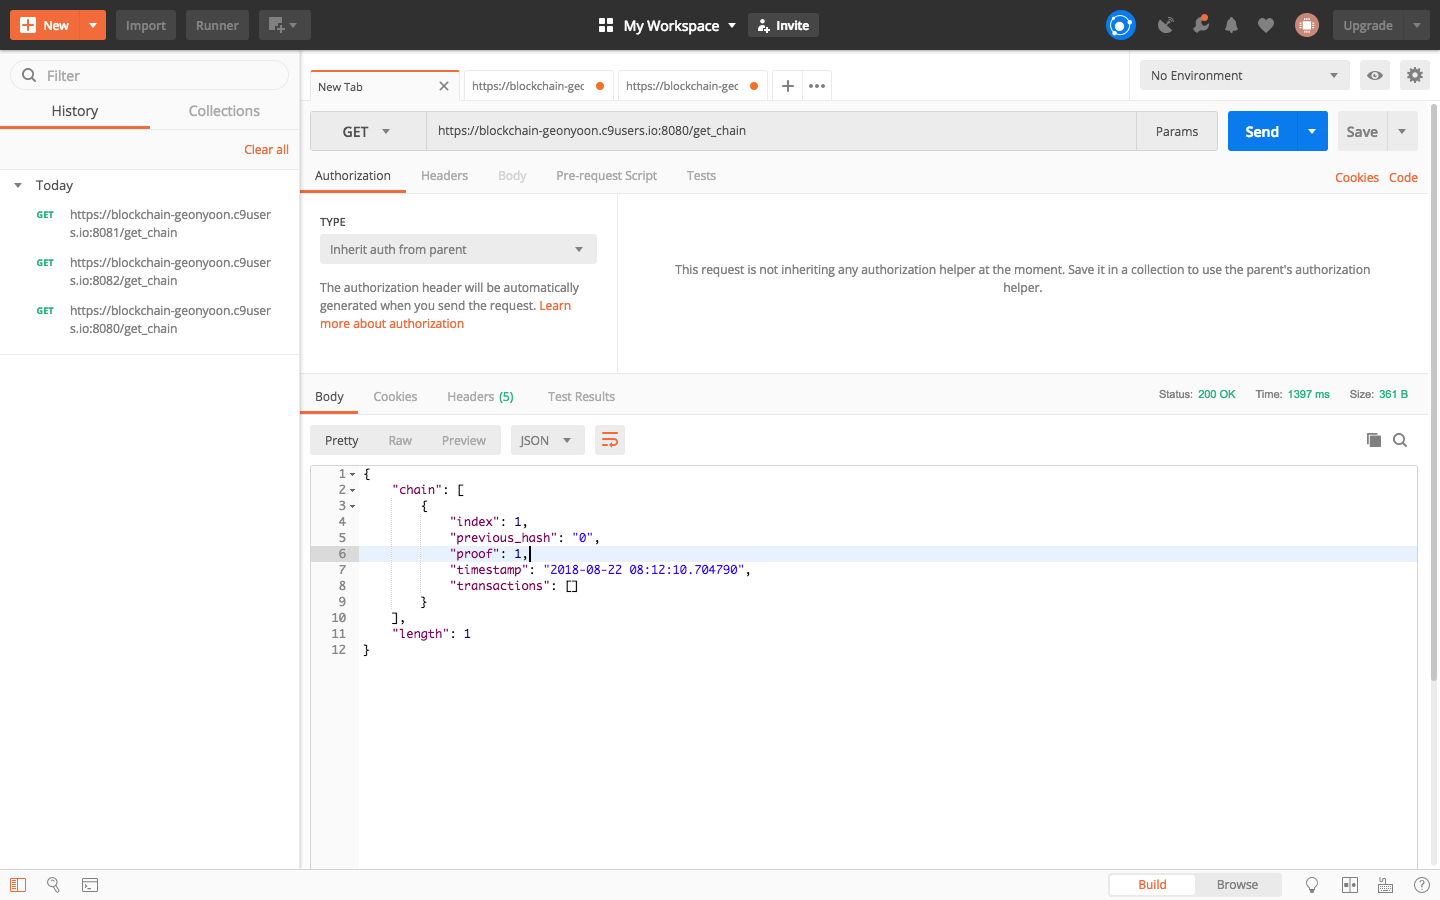 New
Import
Runner
My Workspace
Invite
Upgrade
Filter
History
Collections
Clear all
Today
GET https://blockchain-geonyoon.c9user
s.io:8081/get_chain
GET https://blockchain-geonyoon.c9user
s.io:8082/get_chain
GET https://blockchain-geonyoon.c9user
s.io:8080/get_chain
New Tab
https://blockchain-geo
https://blockchain-geo
No Environment
GET
https://blockchain-geonyoon.c9users.io:8080/get_chain
Params
Send
Save
Authorization
Headers
Body
Pre-request Script
Tests
Cookies
Code
TYPE
Inherit auth from parent
The authorization header will be automatically
generated when you send the request. Learn
more about authorization
This request is not inheriting any authorization helper at the moment. Save it in a collection to use the parent's authorization
helper.
Body
Cookies
Headers (5)
Test Results
Status: 200 OK
Time: 1397 ms
Size: 361 B
Pretty
Raw
Preview
JSON
1 {
2 "chain": [
3 {
4 "index": 1,
5 "previous_hash": "0",
6 "proof": 1,
7 "timestamp": "2018-08-22 08:12:10.704790",
8 "transactions": []
9 }
10 ],
11 "length": 1
12 }
Build
Browse